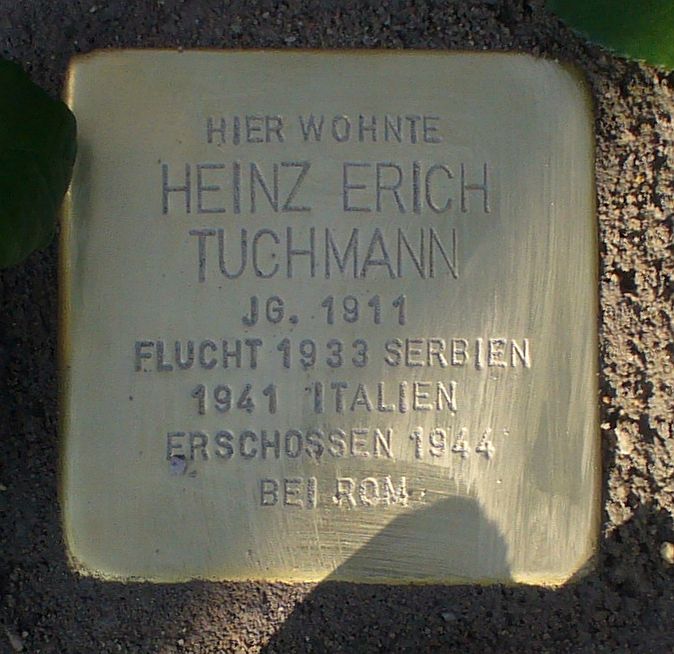 HIER WOHNTE
HEINZ ERICH
TUCHMANN
JG. 1911
FLUCHT 1933 SERBIEN
1941 ITALIEN
ERSCHOSSEN 1944
BEI ROM